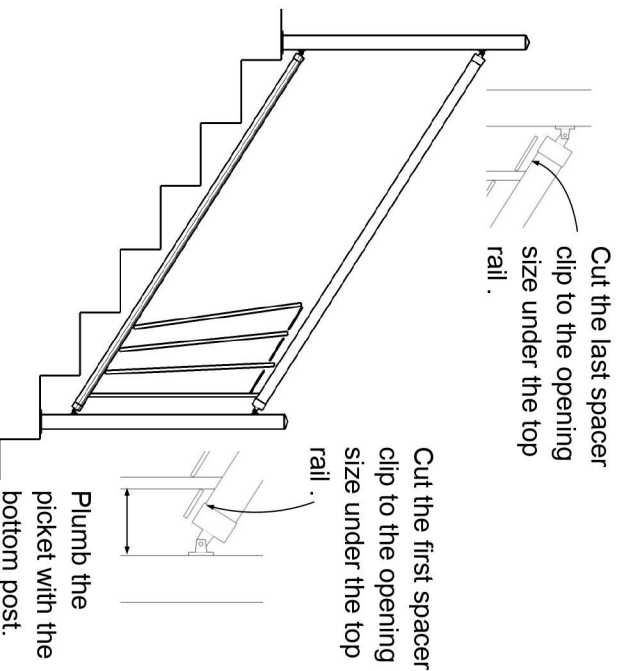 Cut the last spacer
clip to the opening
size under the top
rail .
Cut the first spacer
clip to the opening
size under the top
rail .
Plumb the
picket with the
bottom post.